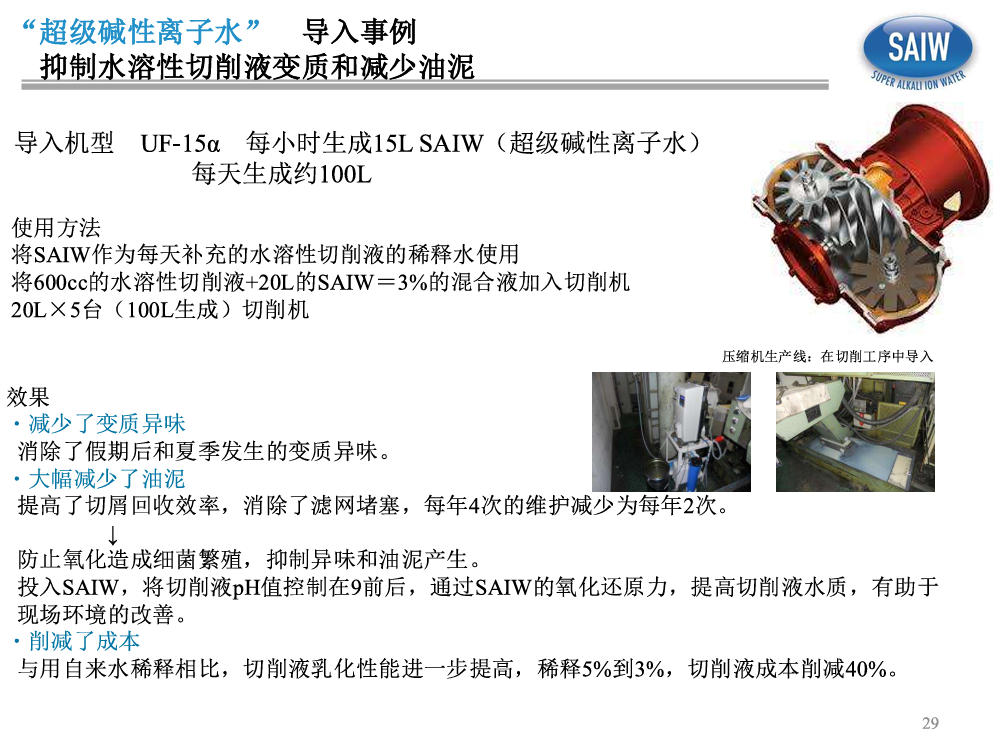 “超级碱性离子水” 导入事例
抑制水溶性切削液变质和减少油泥
SAIW
SUPER ALKALI ION WATER
导入机型 UF-15α 每小时生成15L SAIW（超级碱性离子水）
每天生成约100L
使用方法
将SAIW作为每天补充的水溶性切削液的稀释水使用
将600cc的水溶性切削液+20L的SAIW＝3%的混合液加入切削机
20L×5台（100L生成）切削机
压缩机生产线：在切削工序中导入
效果
・减少了变质异味
消除了假期后和夏季发生的变质异味。
・大幅减少了油泥
提高了切屑回收效率，消除了滤网堵塞，每年4次的维护减少为每年2次。
↓
防止氧化造成细菌繁殖，抑制异味和油泥产生。
投入SAIW，将切削液pH值控制在9前后，通过SAIW的氧化还原力，提高切削液水质，有助于
现场环境的改善。
・削减了成本
与用自来水稀释相比，切削液乳化性能进一步提高，稀释5%到3%，切削液成本削减40%。
29